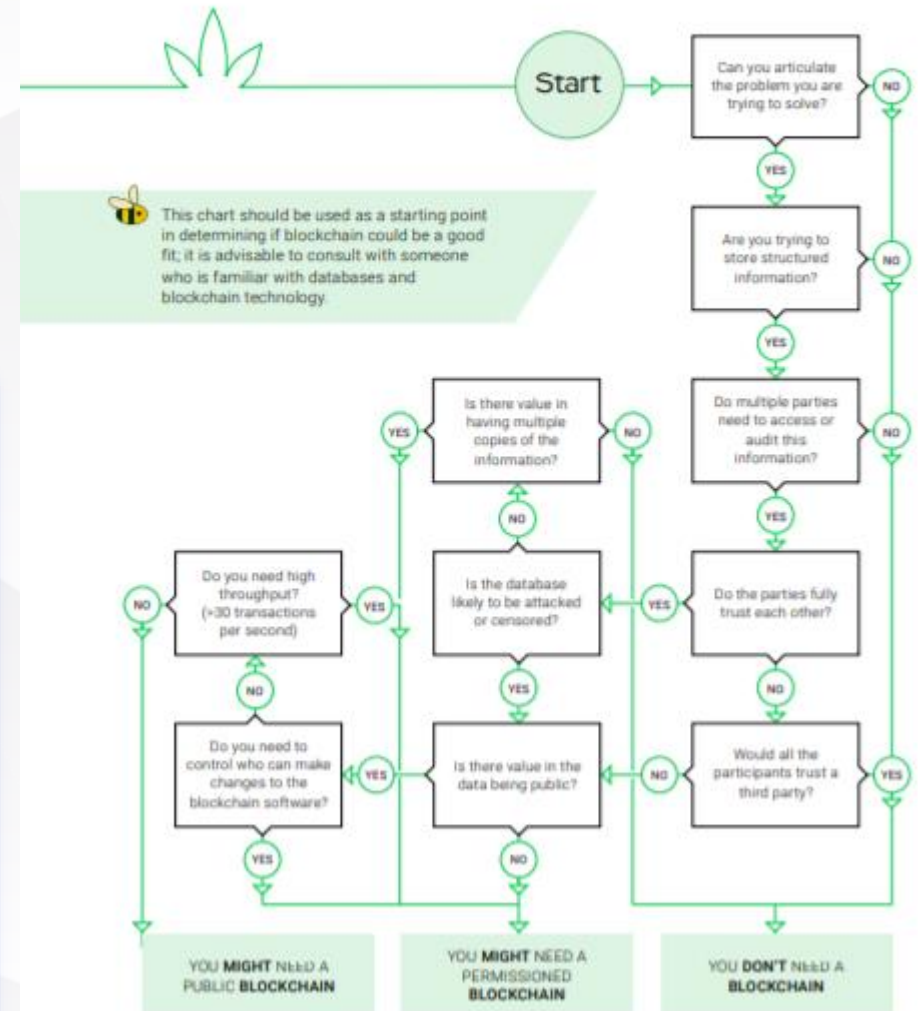 Start
Can you articulate
the problem you are
trying to solve?
NO
YES
This chart should be used as a starting point
in determining if blockchain could be a good
fit; it is advisable to consult with someone
who is familiar with databases and
blockchain technology.
Are you trying to
store structured
information?
NO
YES
Is there value in
having multiple
copies of the
information?
YES
NO
Do multiple parties
need to access or
audit this
information?
NO
YES
NO
Do you need high
throughput?
(>30 transactions
per second)
NO
YES
Is the database
likely to be attacked
or censored?
YES
Do the parties fully
trust each other?
NO
YES
NO
Do you need to
control who can make
changes to the
blockchain software?
YES
Is there value in the
data being public?
NO
Would all the
participants trust a
third party?
YES
YES
NO
YOU MIGHT NEED A
PUBLIC BLOCKCHAIN
YOU MIGHT NEED A
PERMISSIONED
BLOCKCHAIN
YOU DON'T NEED A
BLOCKCHAIN